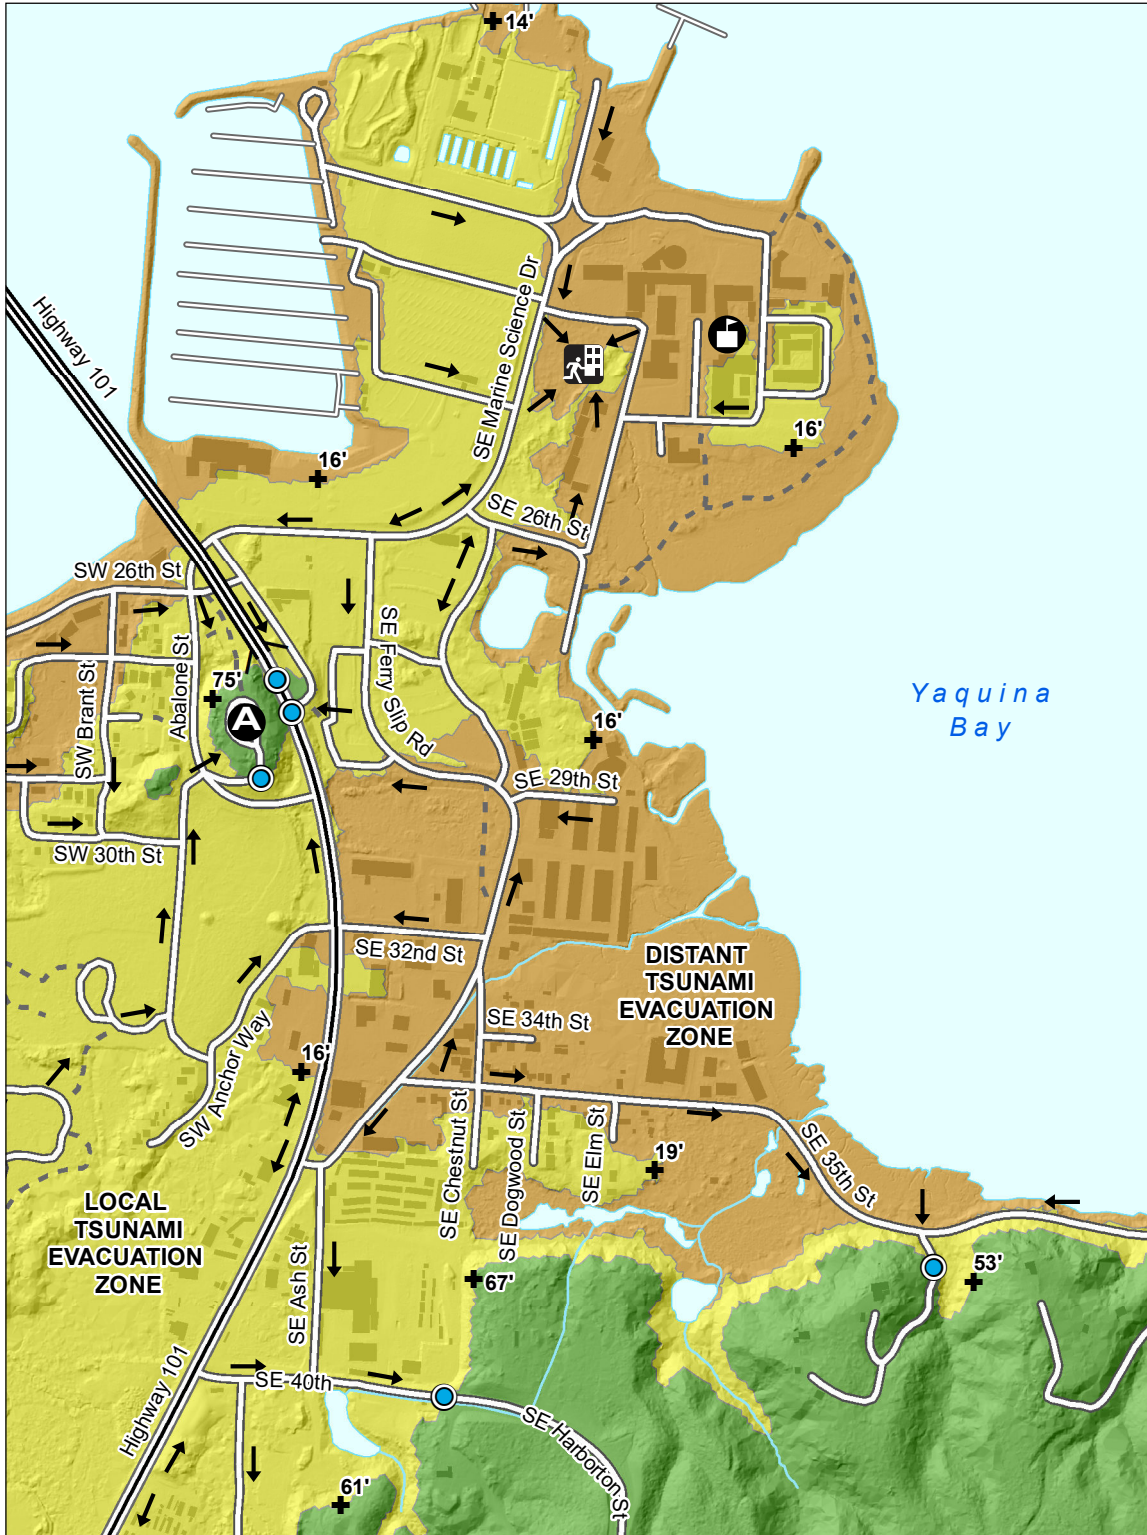 14'
Highway 101
SE Marine Science Dr
16'
16'
SE 26th St
SW 26th St
Abalone St
SW Brant St
75'
A
SE Ferry Slip Rd
16'
Yaquina
Bay
SE 29th St
SW 30th St
SE 32nd St
DISTANT
TSUNAMI
EVACUATION
ZONE
SE 34th St
SW Anchor Way
16'
SE Chestnut St
SE Dogwood St
SE Elm St
19'
SE 35th St
LOCAL
TSUNAMI
EVACUATION
ZONE
SE Ash St
67'
53'
Highway 101
SE 40th
SE Harborton St
61'